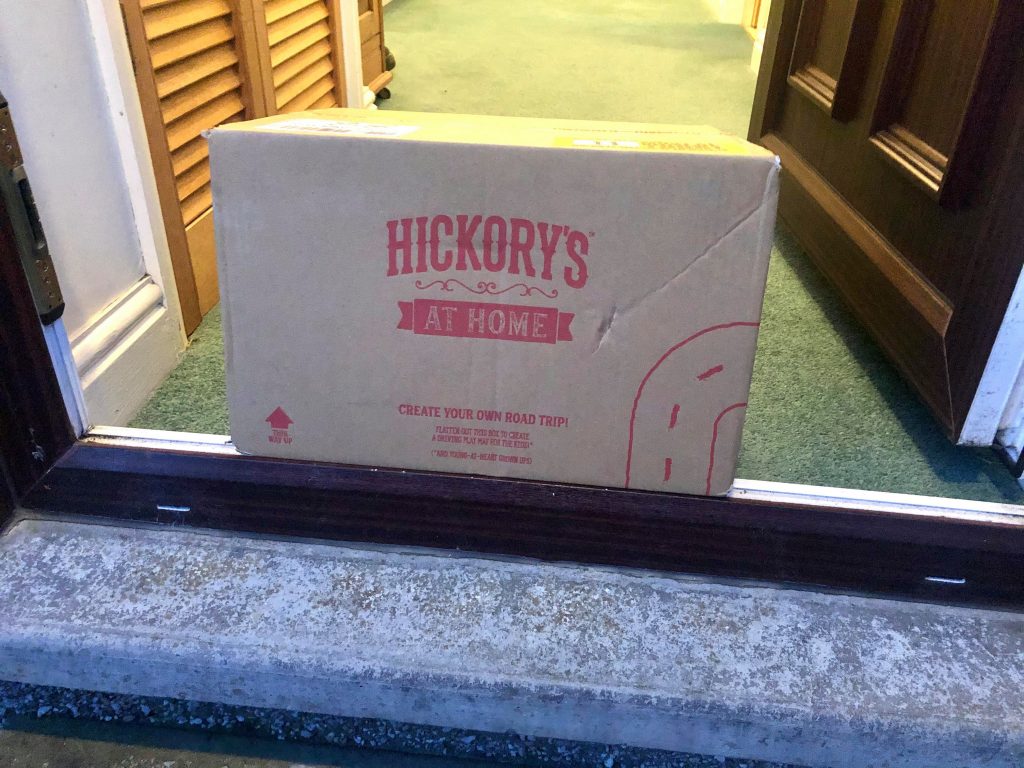 HICKORY'S
AT HOME
CREATE YOUR OWN ROAD TRIP!
FLATTEN OUT THIS BOX TO CREATE
A DRIVING PLAY MAT FOR THE KIDS!*
(*AND YOUNG-AT-HEART GROWN UPS)
THIS
WAY UP